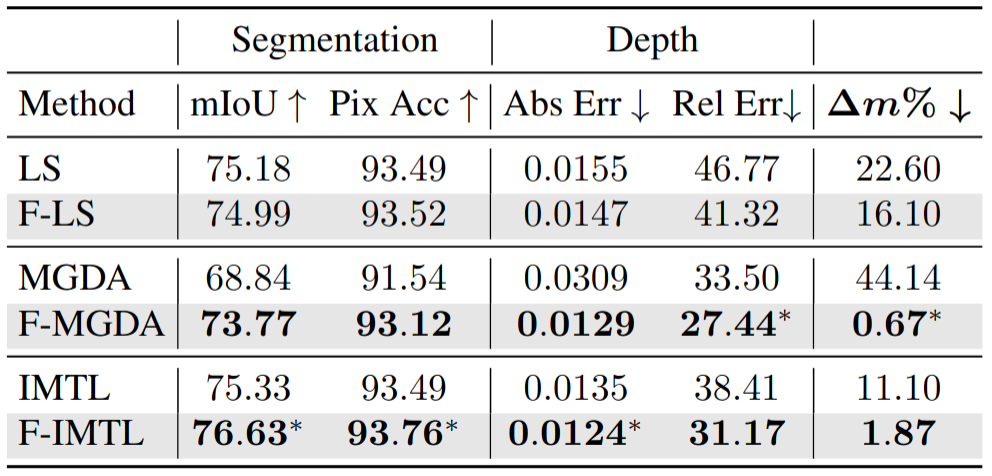 Segmentation Depth
Method mIoU ↑ Pix Acc ↑ Abs Err ↓ Rel Err↓ Δm% ↓
LS 75.18 93.49 0.0155 46.77 22.60
F-LS 74.99 93.52 0.0147 41.32 16.10
MGDA 68.84 91.54 0.0309 33.50 44.14
F-MGDA 73.77 93.12 0.0129 27.44* 0.67*
IMTL 75.33 93.49 0.0135 38.41 11.10
F-IMTL 76.63* 93.76* 0.0124* 31.17 1.87